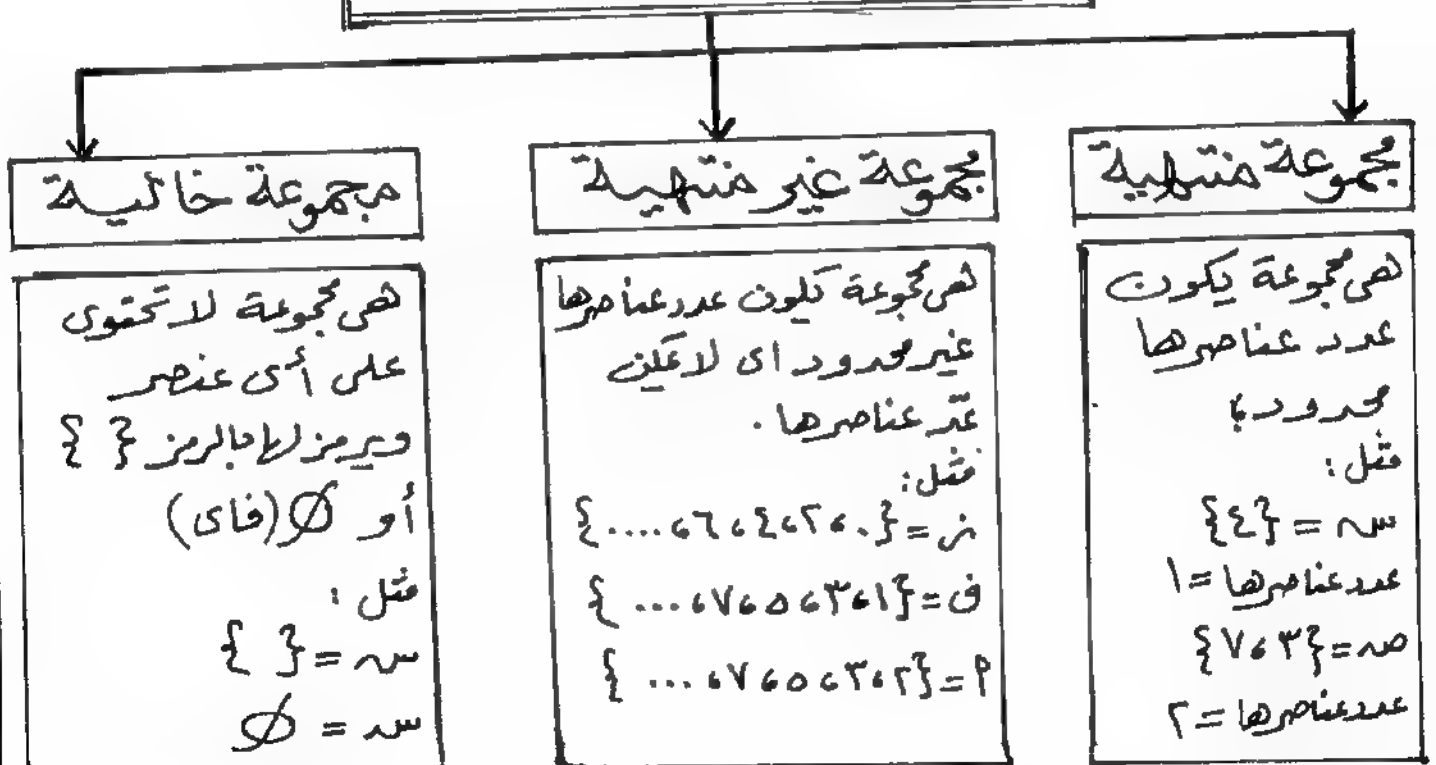 مجموعة منتهية
هى مجموعة يكون
عدد عناصرها
محدوداً
مثل:
س = {٤}
عدد عناصرها = ١
ص = {٣، ٧}
عدد عناصرها = ٢
مجموعة غير منتهية
هى مجموعة تكون عدد عناصرها
غير محدود اى لا يمكن
عدّ عناصرها.
مثل:
ز = {٠، ٢، ٤، ٦، ....}
ف = {١، ٣، ٥، ٧، ...}
م = {٢، ٣، ٥، ٧، ...}
مجموعة خالية
هى مجموعة لا تحتوى
على أى عنصر
ويرمز لها بالرمز { }
أو Ø (فاى)
مثل:
س = { }
س = Ø